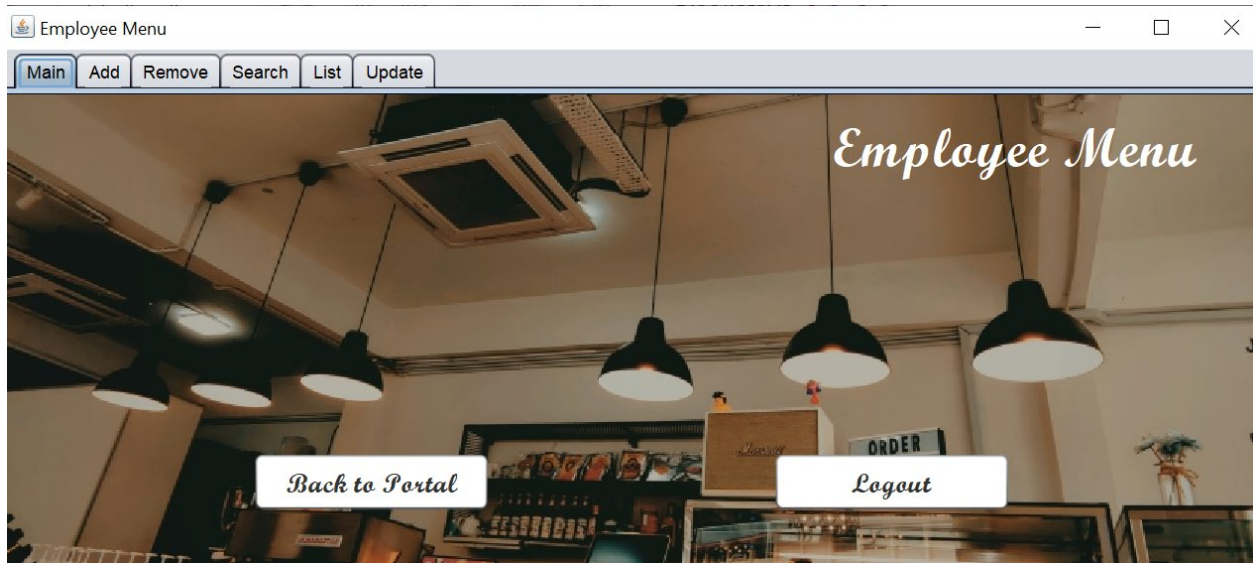 Employee Menu
Main Add Remove Search List Update
Employee Menu
ORDER
Back to Portal Logout